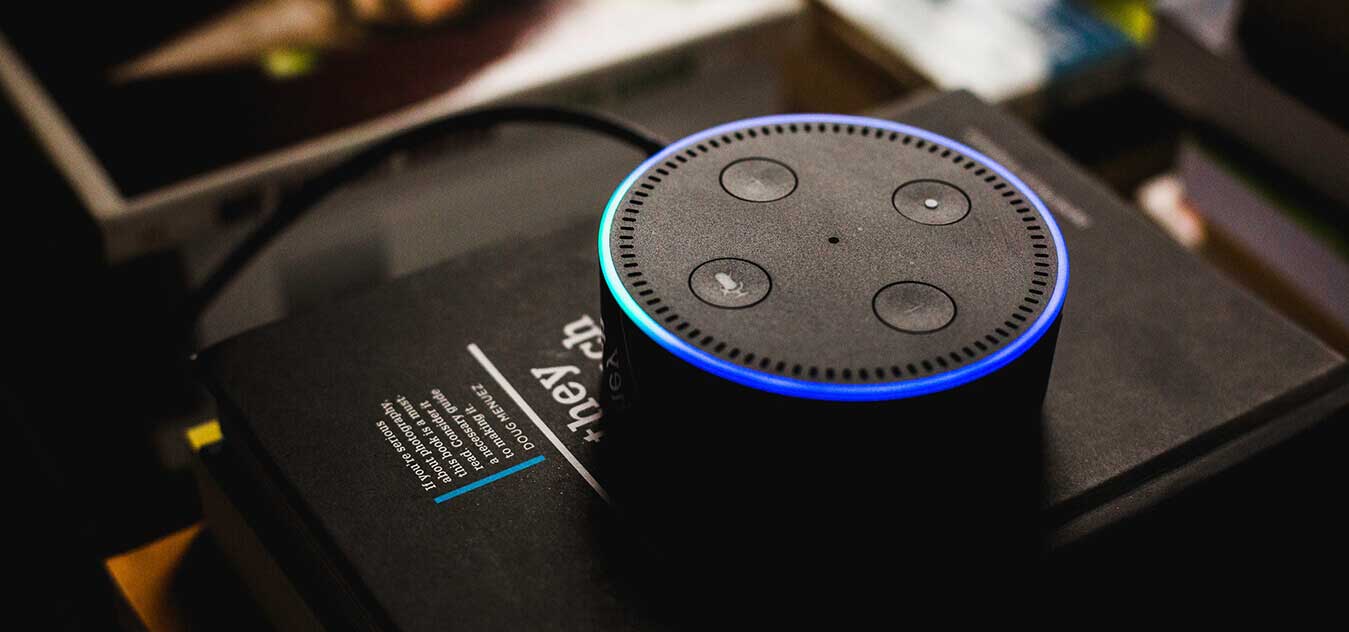 If you're serious
about photography,
this book is a must-
read. Consider it
a necessary guide
to making it.
DOUG MENUEZ
they